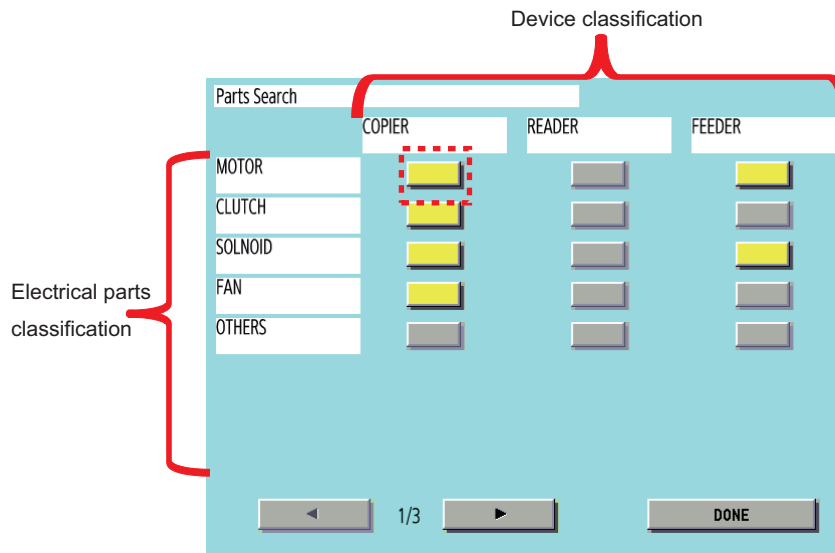 Device classification
Parts Search
COPIER READER FEEDER
MOTOR
CLUTCH
SOLNOID
FAN
Electrical parts
classification
OTHERS
1/3 DONE